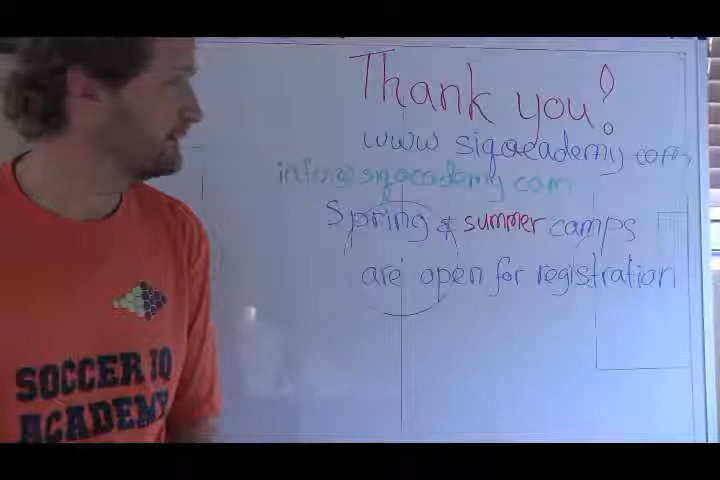 Thank you!
www siqacademy com
info@siqacademy com
Spring & summer camps
are open for registration
SOCCER IQ
ACADEMY